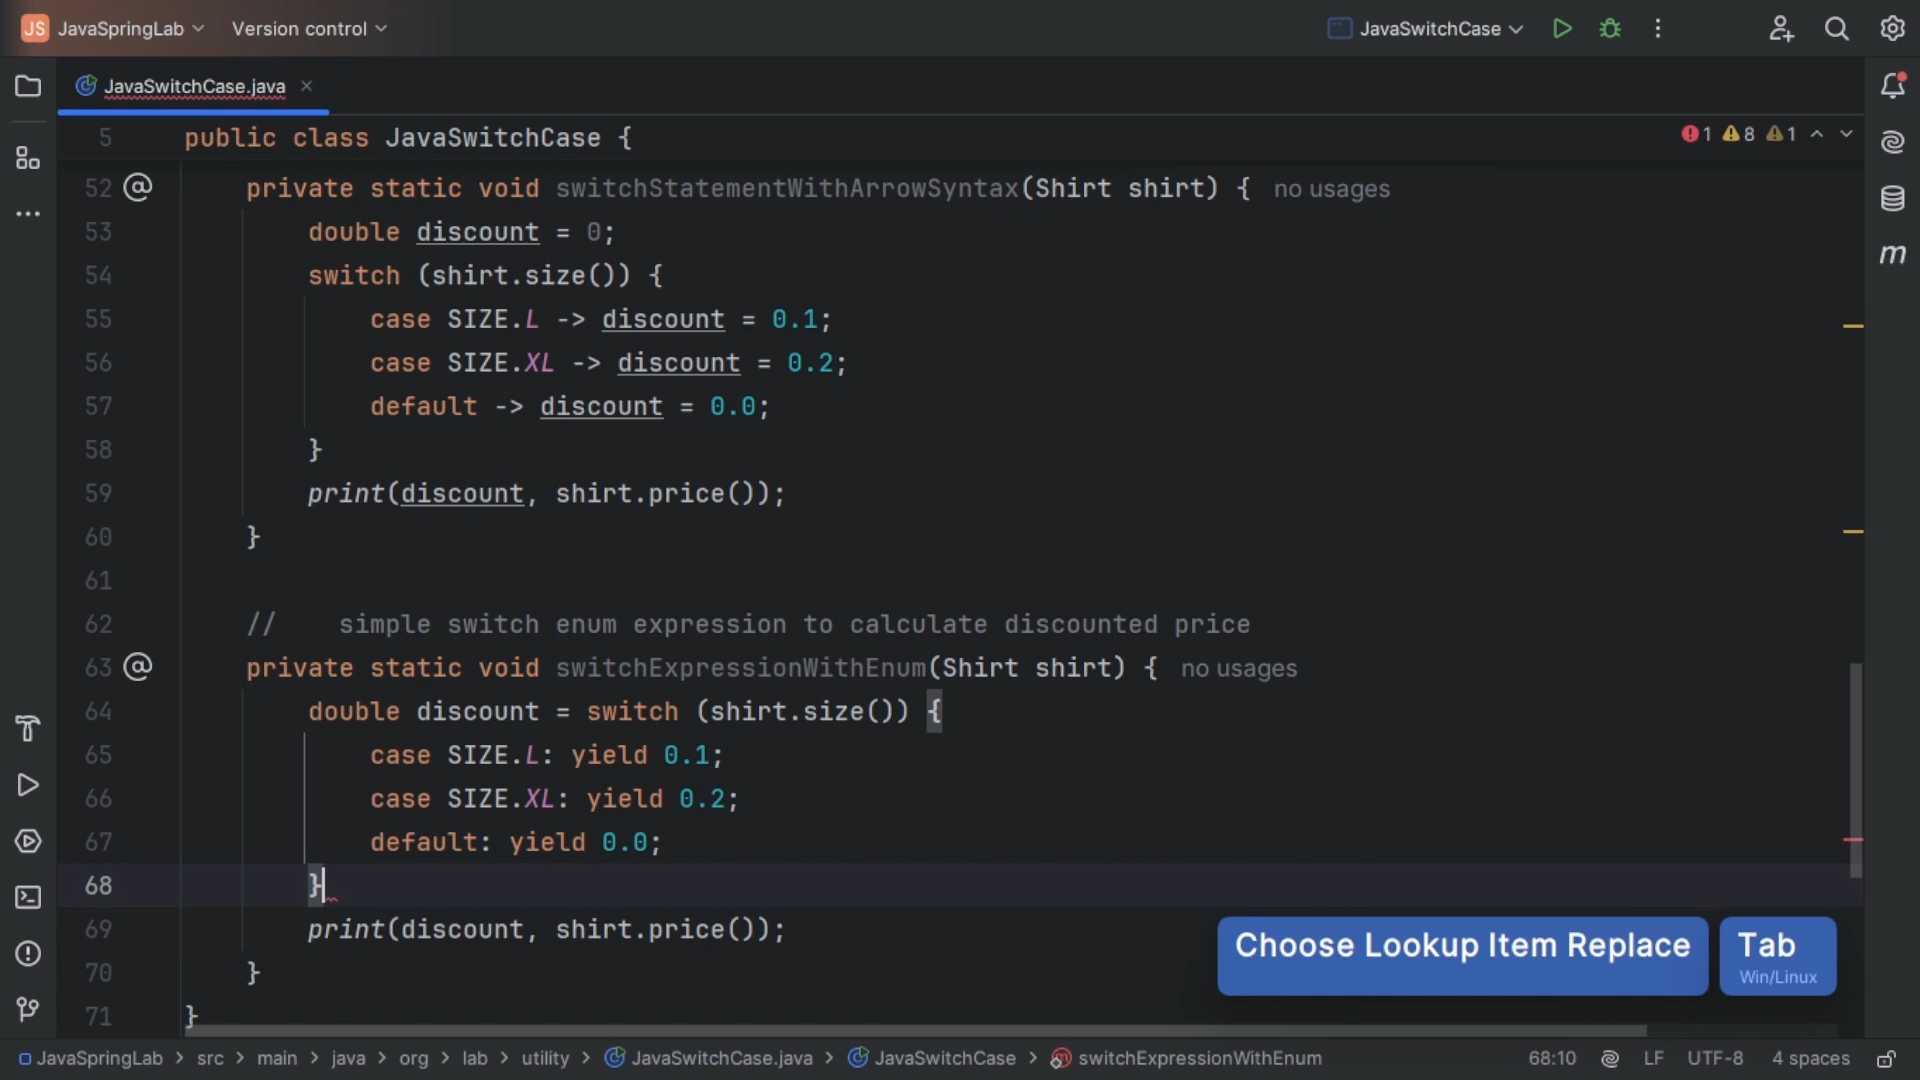 JS JavaSpringLab Version control JavaSwitchCase
JavaSwitchCase.java
5 public class JavaSwitchCase { 1 8 1
52 @ private static void switchStatementWithArrowSyntax(Shirt shirt) { no usages
53 double discount = 0;
54 switch (shirt.size()) {
55 case SIZE.L -> discount = 0.1;
56 case SIZE.XL -> discount = 0.2;
57 default -> discount = 0.0;
58 }
59 print(discount, shirt.price());
60 }
61
62 // simple switch enum expression to calculate discounted price
63 @ private static void switchExpressionWithEnum(Shirt shirt) { no usages
64 double discount = switch (shirt.size()) {
65 case SIZE.L: yield 0.1;
66 case SIZE.XL: yield 0.2;
67 default: yield 0.0;
68 }
69 print(discount, shirt.price());
70 }
71 }
Choose Lookup Item Replace Tab
Win/Linux
m
JavaSpringLab > src > main > java > org > lab > utility > JavaSwitchCase.java > JavaSwitchCase > switchExpressionWithEnum 68:10 LF UTF-8 4 spaces